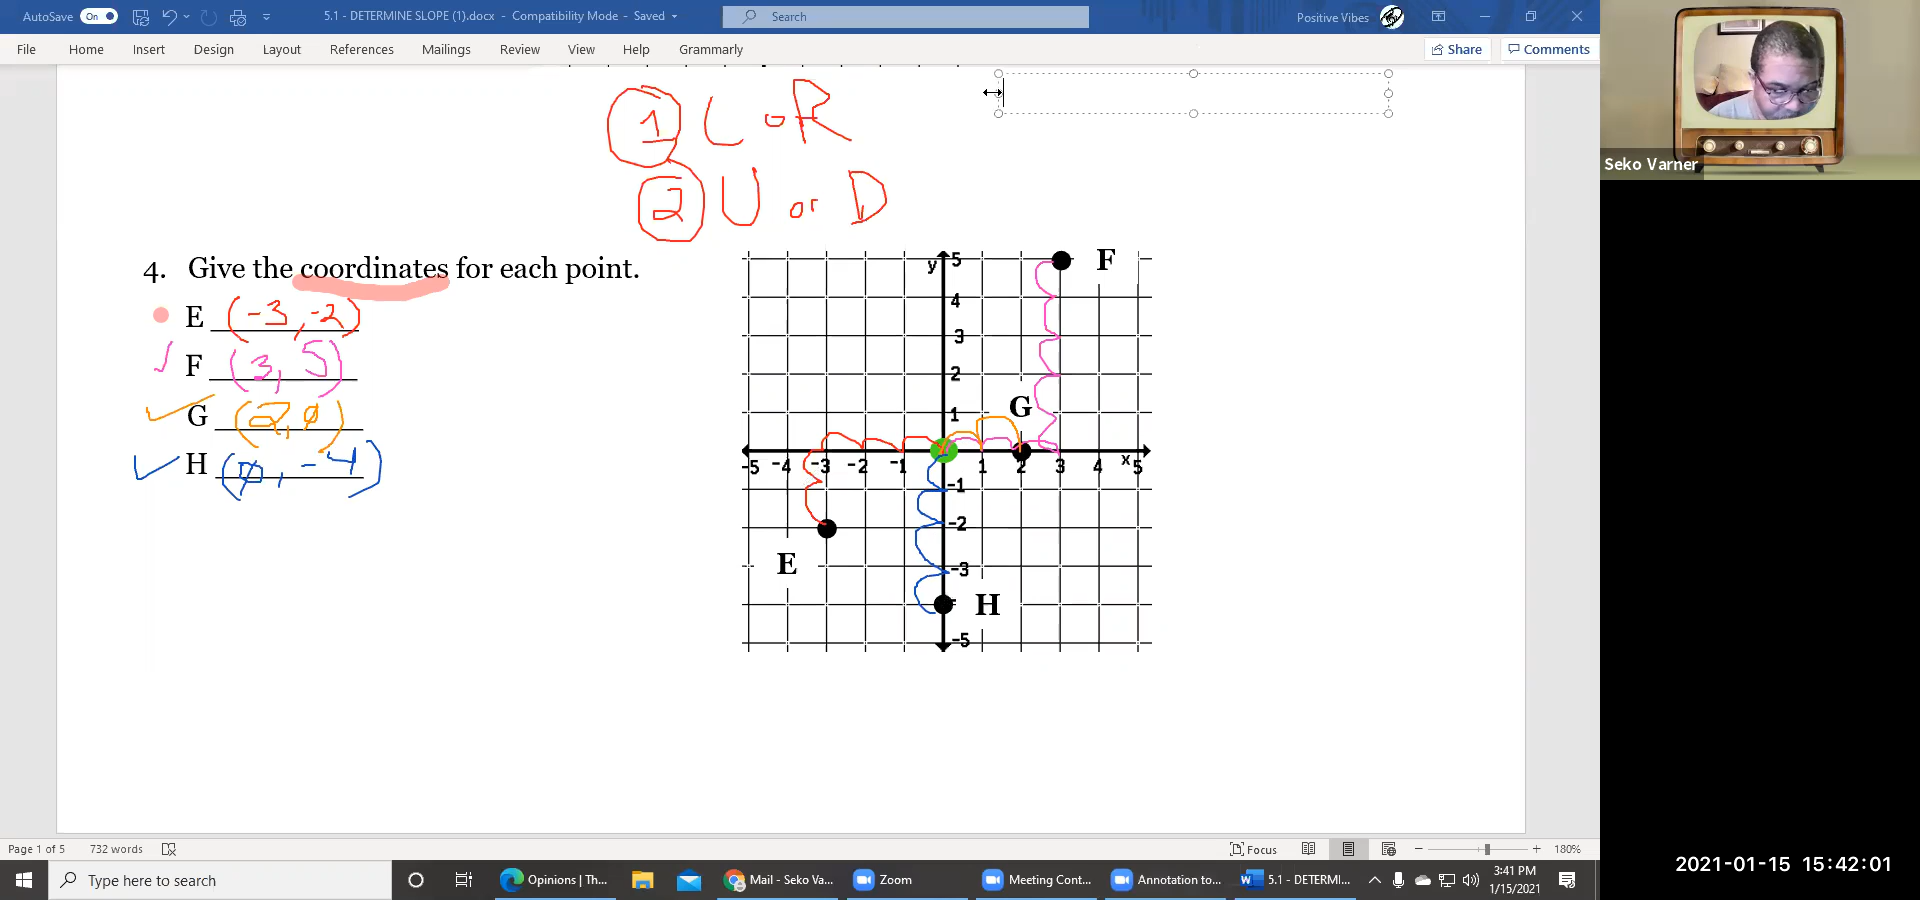 AutoSave On 5.1 - DETERMINE SLOPE (1).docx - Compatibility Mode - Saved Search Positive Vibes
File Home Insert Design Layout References Mailings Review View Help Grammarly Share Comments
1 L oR
2 U or D
Seko Varner
4. Give the coordinates for each point.
E (-3, -2)
F (3, 5)
G (2, 0)
H (0, -4)
y 5 F
4
3
2
G
1
-5 -4 -3 -2 -1 1 2 3 4 x 5
-1
-2
E
-3
H
-5
Page 1 of 5 732 words Focus 180%
2021-01-15 15:42:01
Type here to search Opinions | Th... Mail - Seko Va... Zoom Meeting Cont... Annotation to... 5.1 - DETERMI... 3:41 PM
1/15/2021